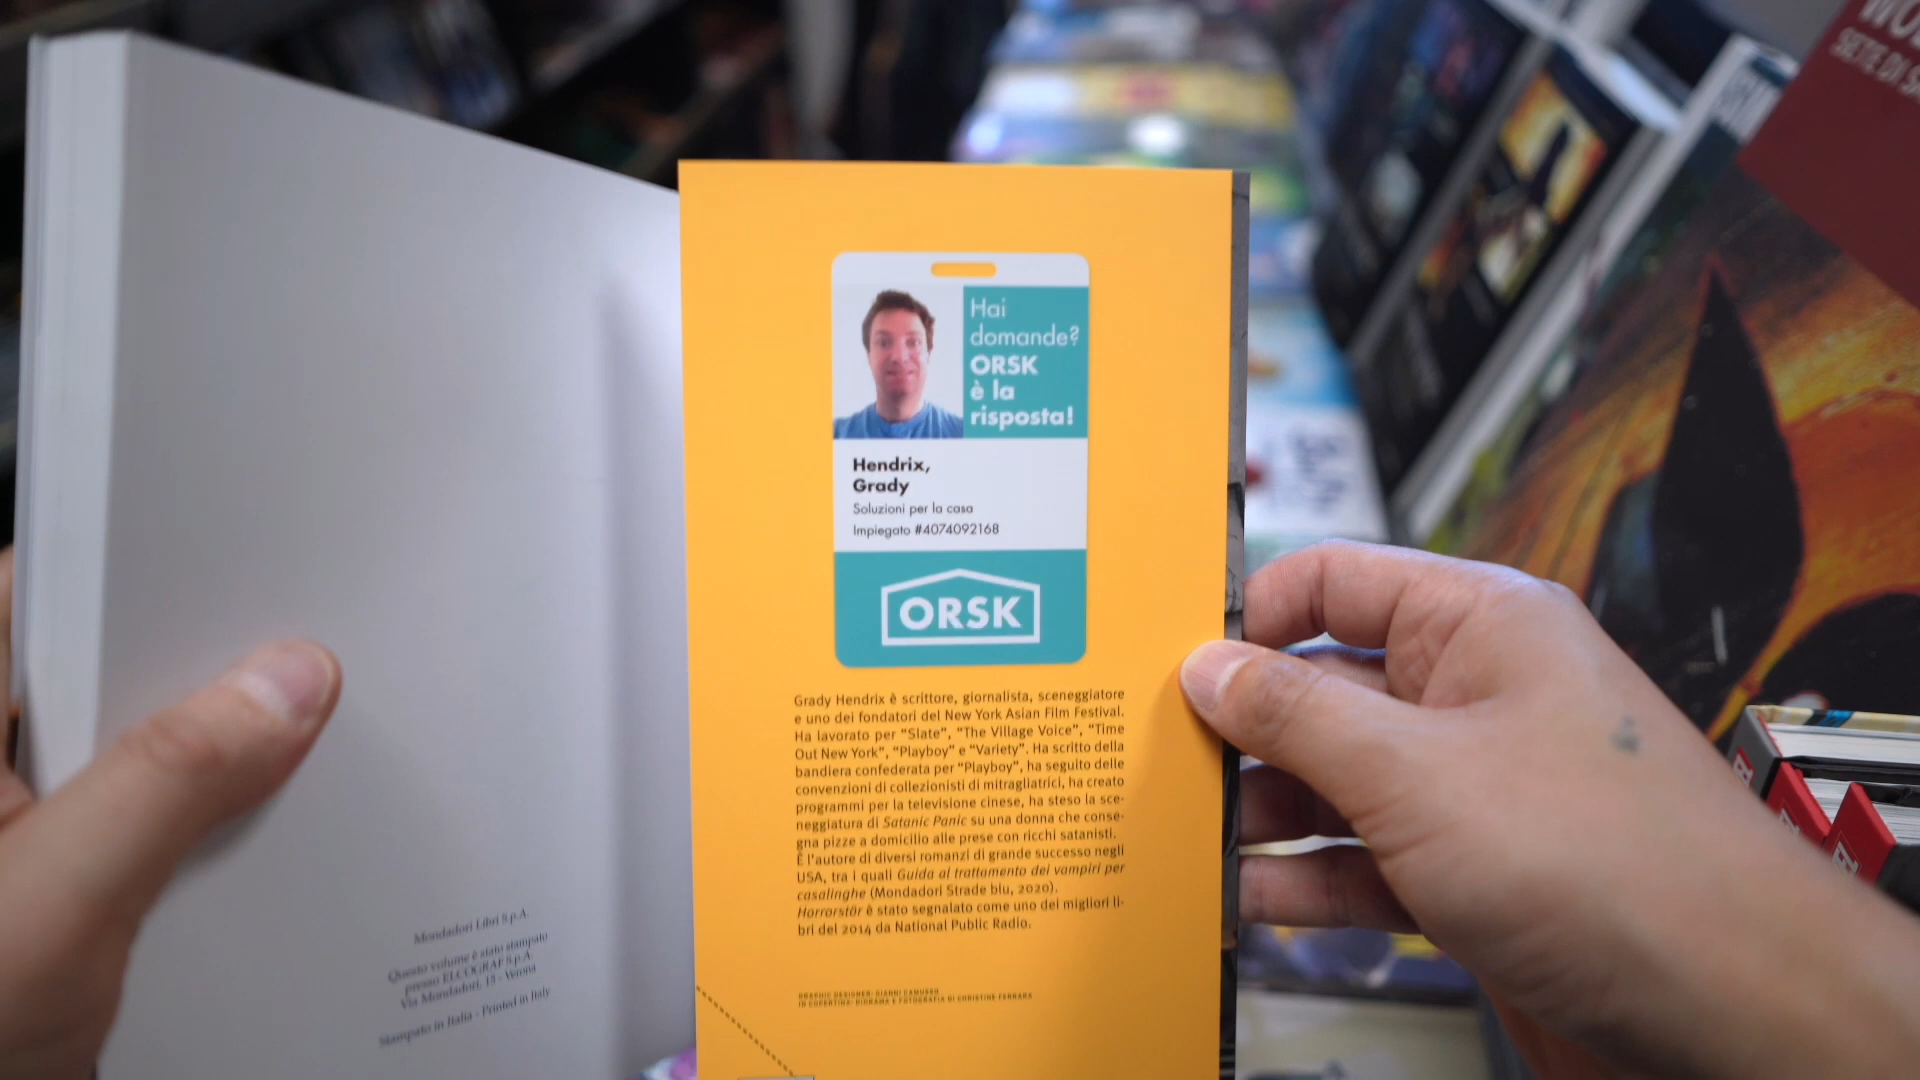 Mondadori Libri S.p.A.
Questo volume è stato stampato
presso ELCOGRAF S.p.A.
Via Mondadori, 15 - Verona
Stampato in Italia - Printed in Italy
Hai
domande?
ORSK
è la
risposta!
Hendrix,
Grady
Soluzioni per la casa
Impiegato #4074092168
ORSK
Grady Hendrix è scrittore, giornalista, sceneggiatore
e uno dei fondatori del New York Asian Film Festival.
Ha lavorato per “Slate”, “The Village Voice”, “Time
Out New York”, “Playboy” e “Variety”. Ha scritto della
bandiera confederata per “Playboy”, ha seguito delle
convenzioni di collezionisti di mitragliatrici, ha creato
programmi per la televisione cinese, ha steso la sce-
neggiatura di Satanic Panic su una donna che conse-
gna pizze a domicilio alle prese con ricchi satanisti.
È l'autore di diversi romanzi di grande successo negli
USA, tra i quali Guida al trattamento dei vampiri per
casalinghe (Mondadori Strade blu, 2020).
Horrorstör è stato segnalato come uno dei migliori li-
bri del 2014 da National Public Radio.
GRAPHIC DESIGNER: GIANNI CAMUSSO
IN COPERTINA: DIORAMA E FOTOGRAFIA DI CHRISTINE FERRARA
SETE DI